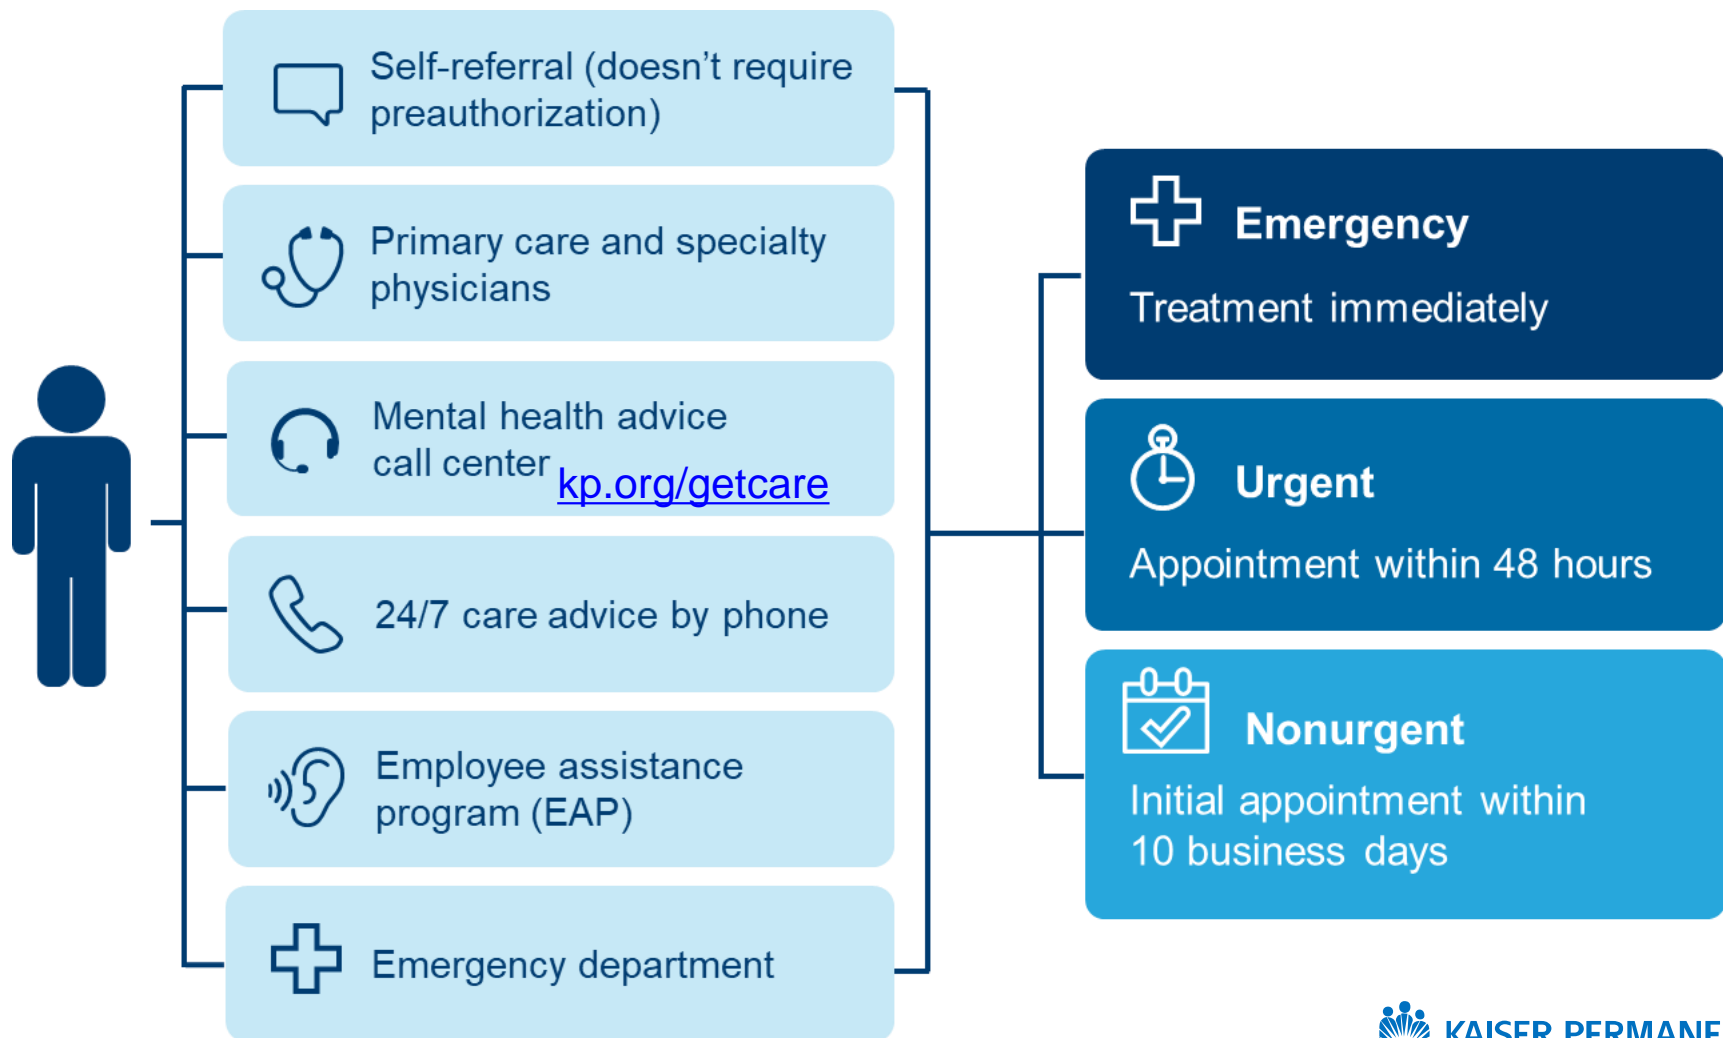 Self-referral (doesn’t require
preauthorization)
Primary care and specialty
physicians
Mental health advice
call center
kp.org/getcare
24/7 care advice by phone
Employee assistance
program (EAP)
Emergency department
Emergency
Treatment immediately
Urgent
Appointment within 48 hours
Nonurgent
Initial appointment within
10 business days
KAISER PERMANE